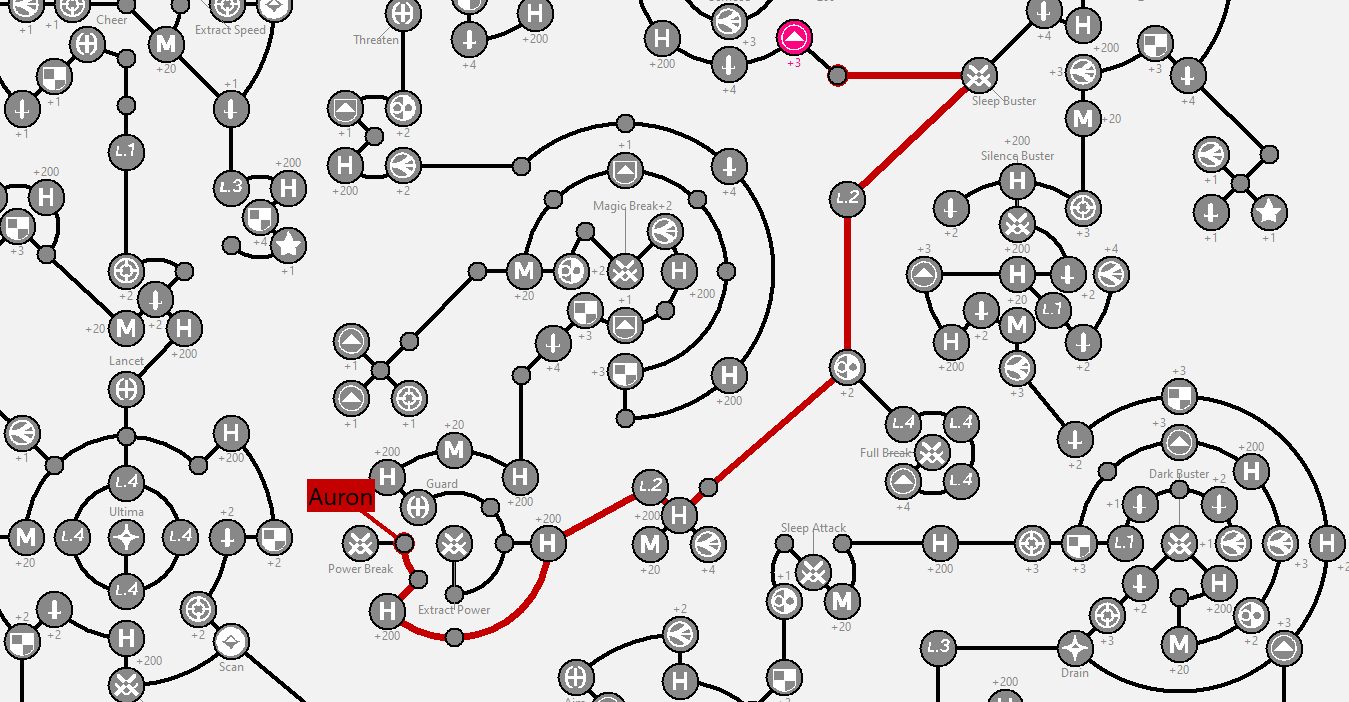 +1
+1
Cheer
+20
Extract Speed
Threaten
+4
H
+200
H
+200
+4
+3
+3
+4
H
+200
M
+1
+1
+1
M
+20
+3
+3
+4
Sleep Buster
+1
+2
L.1
H
+200
+2
L.3
H
+200
+4
+1
+200
H
+3
+1
+4
Magic Break+2
L.2
+200
Silence Buster
H
+2
+200
+3
+1
+1
+1
+2
+2
+20
M
H
+200
Lancet
M
+20
+2
H
+200
+1
+3
+4
+3
H
+200
+1
+1
+1
+3
H
+4
+20
+2
L.1
M
H
+200
+2
+3
+2
L.4
L.4
Full Break
L.4
+4
+1
H
+200
L.4
Ultima
L.4
L.4
L.4
M
+20
+2
+2
+20
M
+200
H
Guard
H
+200
Auron
Power Break
+200
H
Extract Power
H
+200
L.2
+200
H
M
+20
+4
Sleep Attack
+1
M
+20
H
+200
+3
+3
L.1
+2
+3
+3
Dark Buster
+200
H
+1
+2
+1
+3
H
+2
+2
H
+200
+3
M
+20
+2
+3
L.3
Drain
+2
+2
H
+200
+2
Scan
+2
H
+200